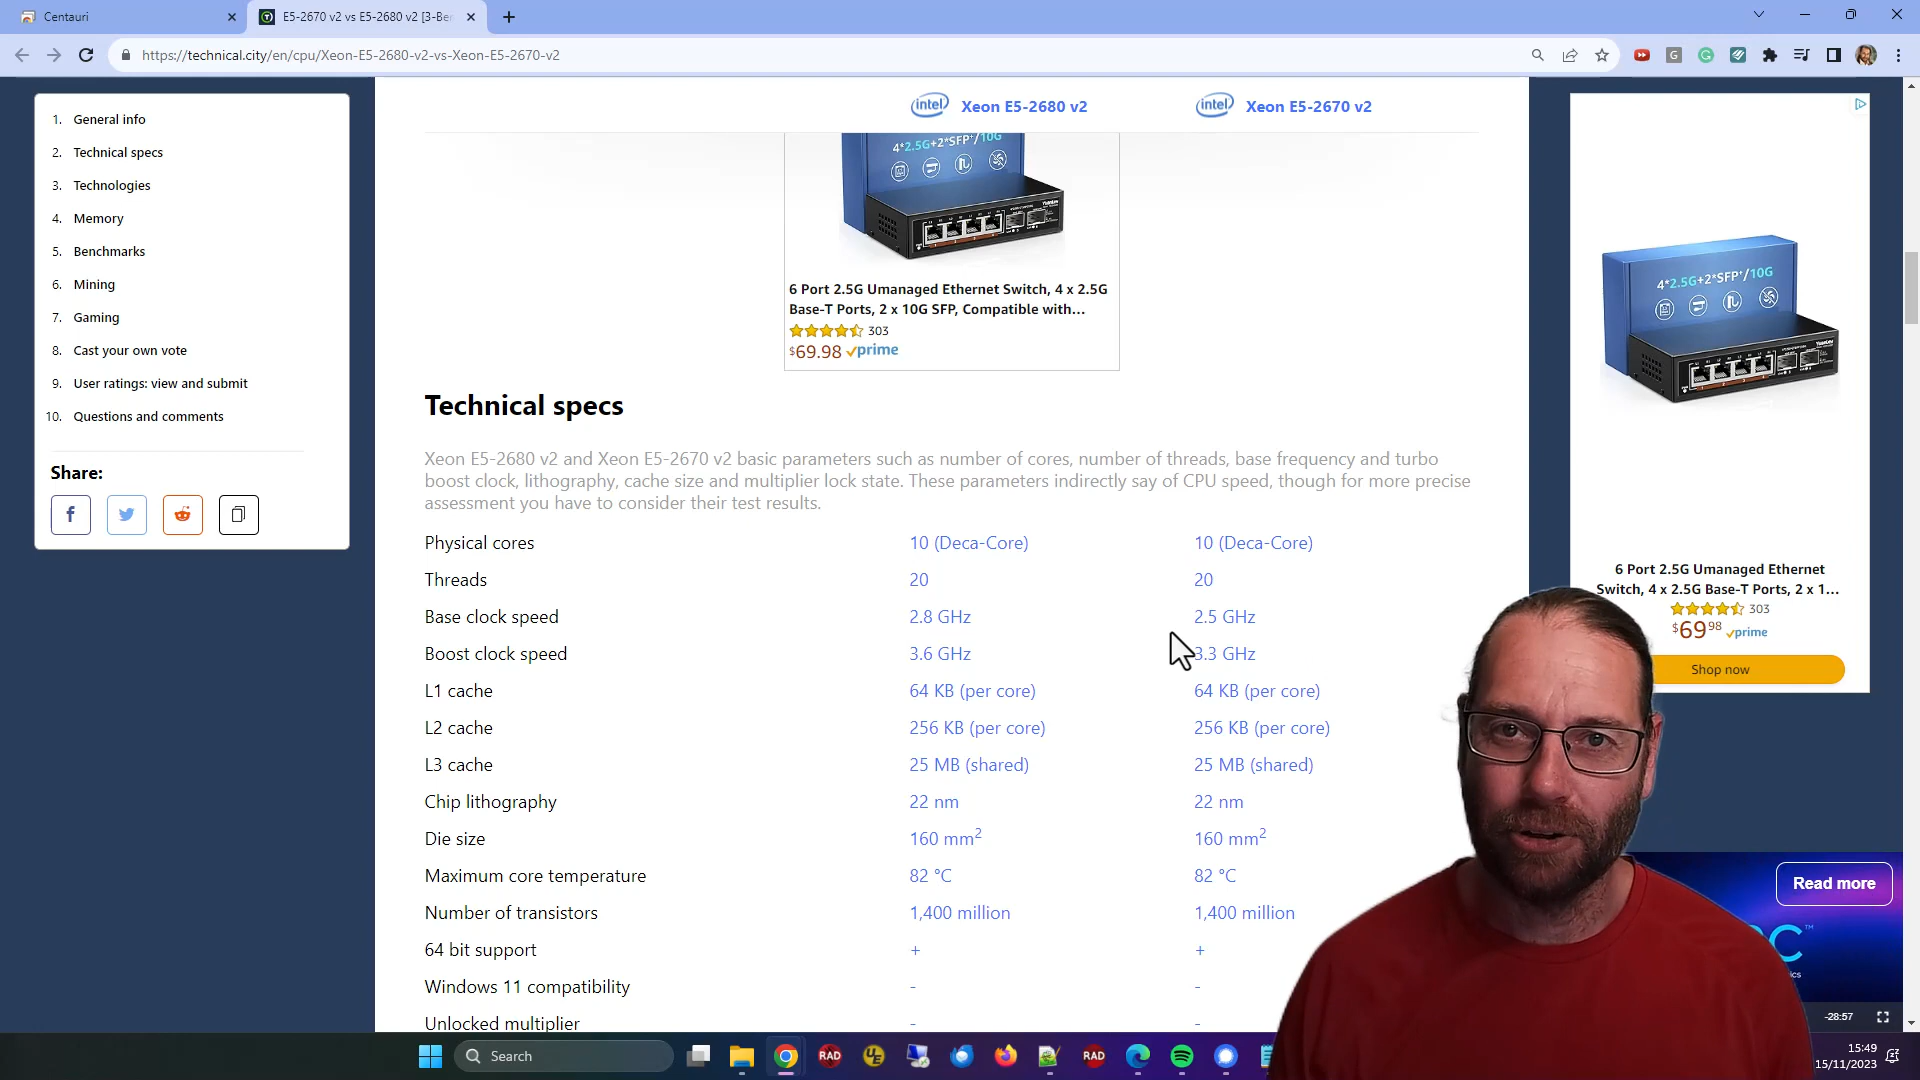 Centauri
E5-2670 v2 vs E5-2680 v2 [3-Ber
https://technical.city/en/cpu/Xeon-E5-2680-v2-vs-Xeon-E5-2670-v2
1. General info
2. Technical specs
3. Technologies
4. Memory
5. Benchmarks
6. Mining
7. Gaming
8. Cast your own vote
9. User ratings: view and submit
10. Questions and comments
Share:
intel Xeon E5-2680 v2
intel Xeon E5-2670 v2
4*2.5G+2*SFP+/10G
6 Port 2.5G Umanaged Ethernet Switch, 4 x 2.5G
Base-T Ports, 2 x 10G SFP, Compatible with...
303
$69.98 prime
Technical specs
Xeon E5-2680 v2 and Xeon E5-2670 v2 basic parameters such as number of cores, number of threads, base frequency and turbo
boost clock, lithography, cache size and multiplier lock state. These parameters indirectly say of CPU speed, though for more precise
assessment you have to consider their test results.
Physical cores 10 (Deca-Core) 10 (Deca-Core)
Threads 20 20
Base clock speed 2.8 GHz 2.5 GHz
Boost clock speed 3.6 GHz 3.3 GHz
L1 cache 64 KB (per core) 64 KB (per core)
L2 cache 256 KB (per core) 256 KB (per core)
L3 cache 25 MB (shared) 25 MB (shared)
Chip lithography 22 nm 22 nm
Die size 160 mm2 160 mm2
Maximum core temperature 82 °C 82 °C
Number of transistors 1,400 million 1,400 million
64 bit support + +
Windows 11 compatibility - -
Unlocked multiplier - -
4*2.5G+2*SFP+/10G
6 Port 2.5G Umanaged Ethernet
Switch, 4 x 2.5G Base-T Ports, 2 x 1...
303
$69.98 prime
Shop now
Read more
-28:57
Search
RAD
UE
RAD
15:49
15/11/2023